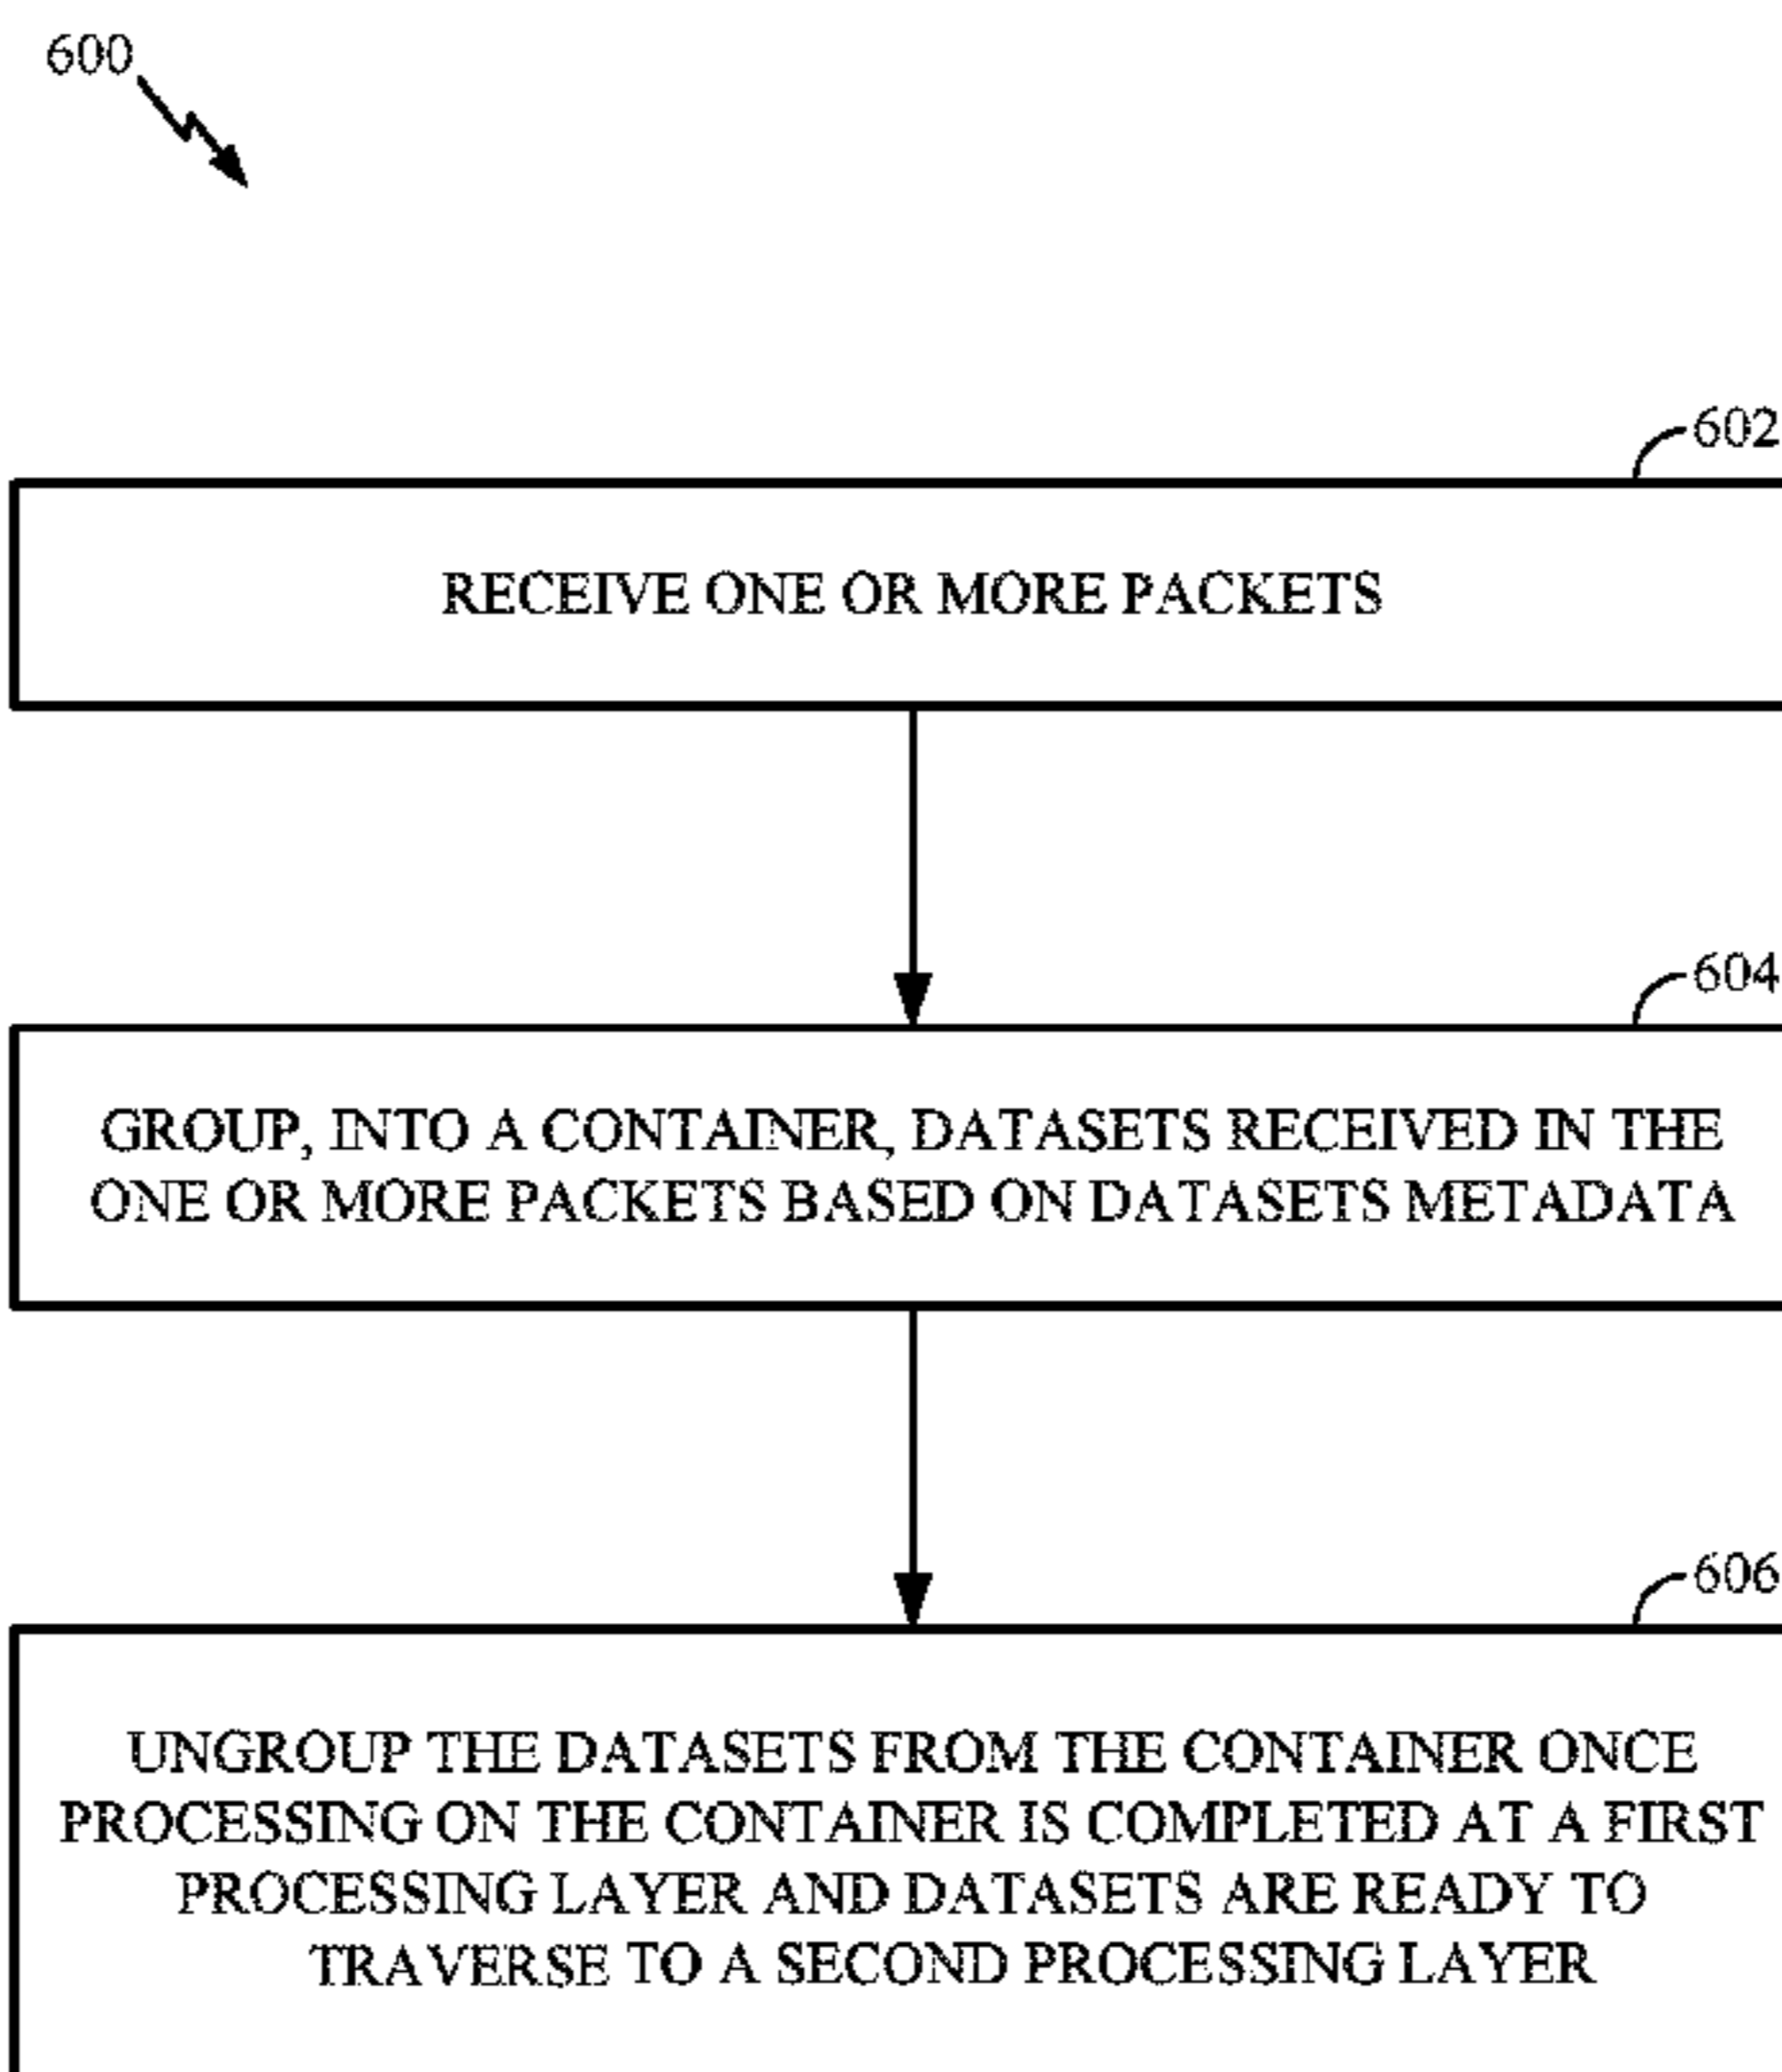 600
602
RECEIVE ONE OR MORE PACKETS
604
GROUP, INTO A CONTAINER, DATASETS RECEIVED IN THE
ONE OR MORE PACKETS BASED ON DATASETS METADATA
606
UNGROUP THE DATASETS FROM THE CONTAINER ONCE
PROCESSING ON THE CONTAINER IS COMPLETED AT A FIRST
PROCESSING LAYER AND DATASETS ARE READY TO
TRAVERSE TO A SECOND PROCESSING LAYER